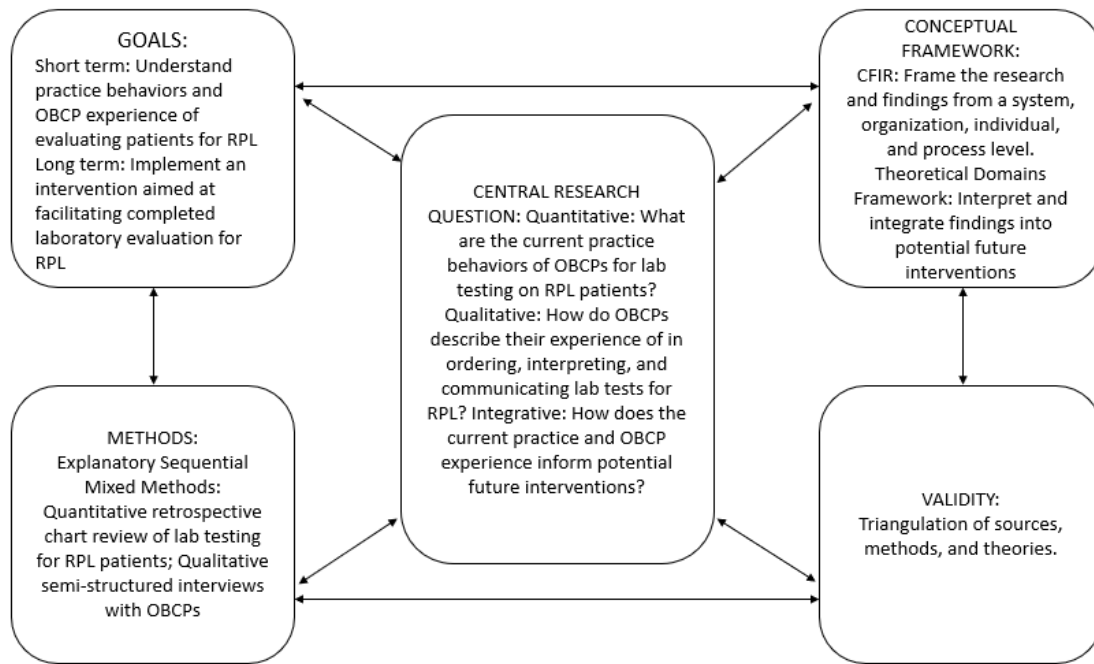 GOALS:
Short term: Understand
practice behaviors and
OBCP experience of
evaluating patients for RPL
Long term: Implement an
intervention aimed at
facilitating completed
laboratory evaluation for
RPL
CONCEPTUAL
FRAMEWORK:
CFIR: Frame the research
and findings from a system,
organization, individual,
and process level.
Theoretical Domains
Framework: Interpret and
integrate findings into
potential future
interventions
CENTRAL RESEARCH
QUESTION: Quantitative: What
are the current practice
behaviors of OBCPs for lab
testing on RPL patients?
Qualitative: How do OBCPs
describe their experience of in
ordering, interpreting, and
communicating lab tests for
RPL? Integrative: How does the
current practice and OBCP
experience inform potential
future interventions?
METHODS:
Explanatory Sequential
Mixed Methods:
Quantitative retrospective
chart review of lab testing
for RPL patients; Qualitative
semi-structured interviews
with OBCPs
VALIDITY:
Triangulation of sources,
methods, and theories.